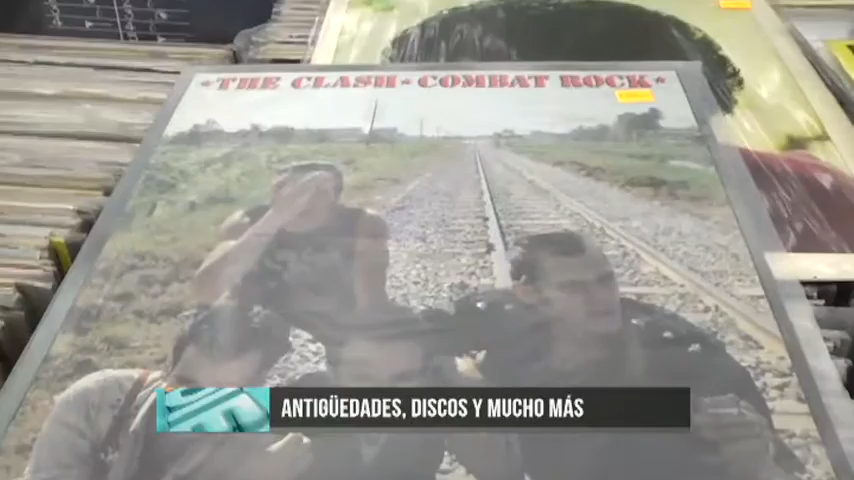 *THE CLASH*COMBAT ROCK*
ANTIGÜEDADES, DISCOS Y MUCHO MÁS